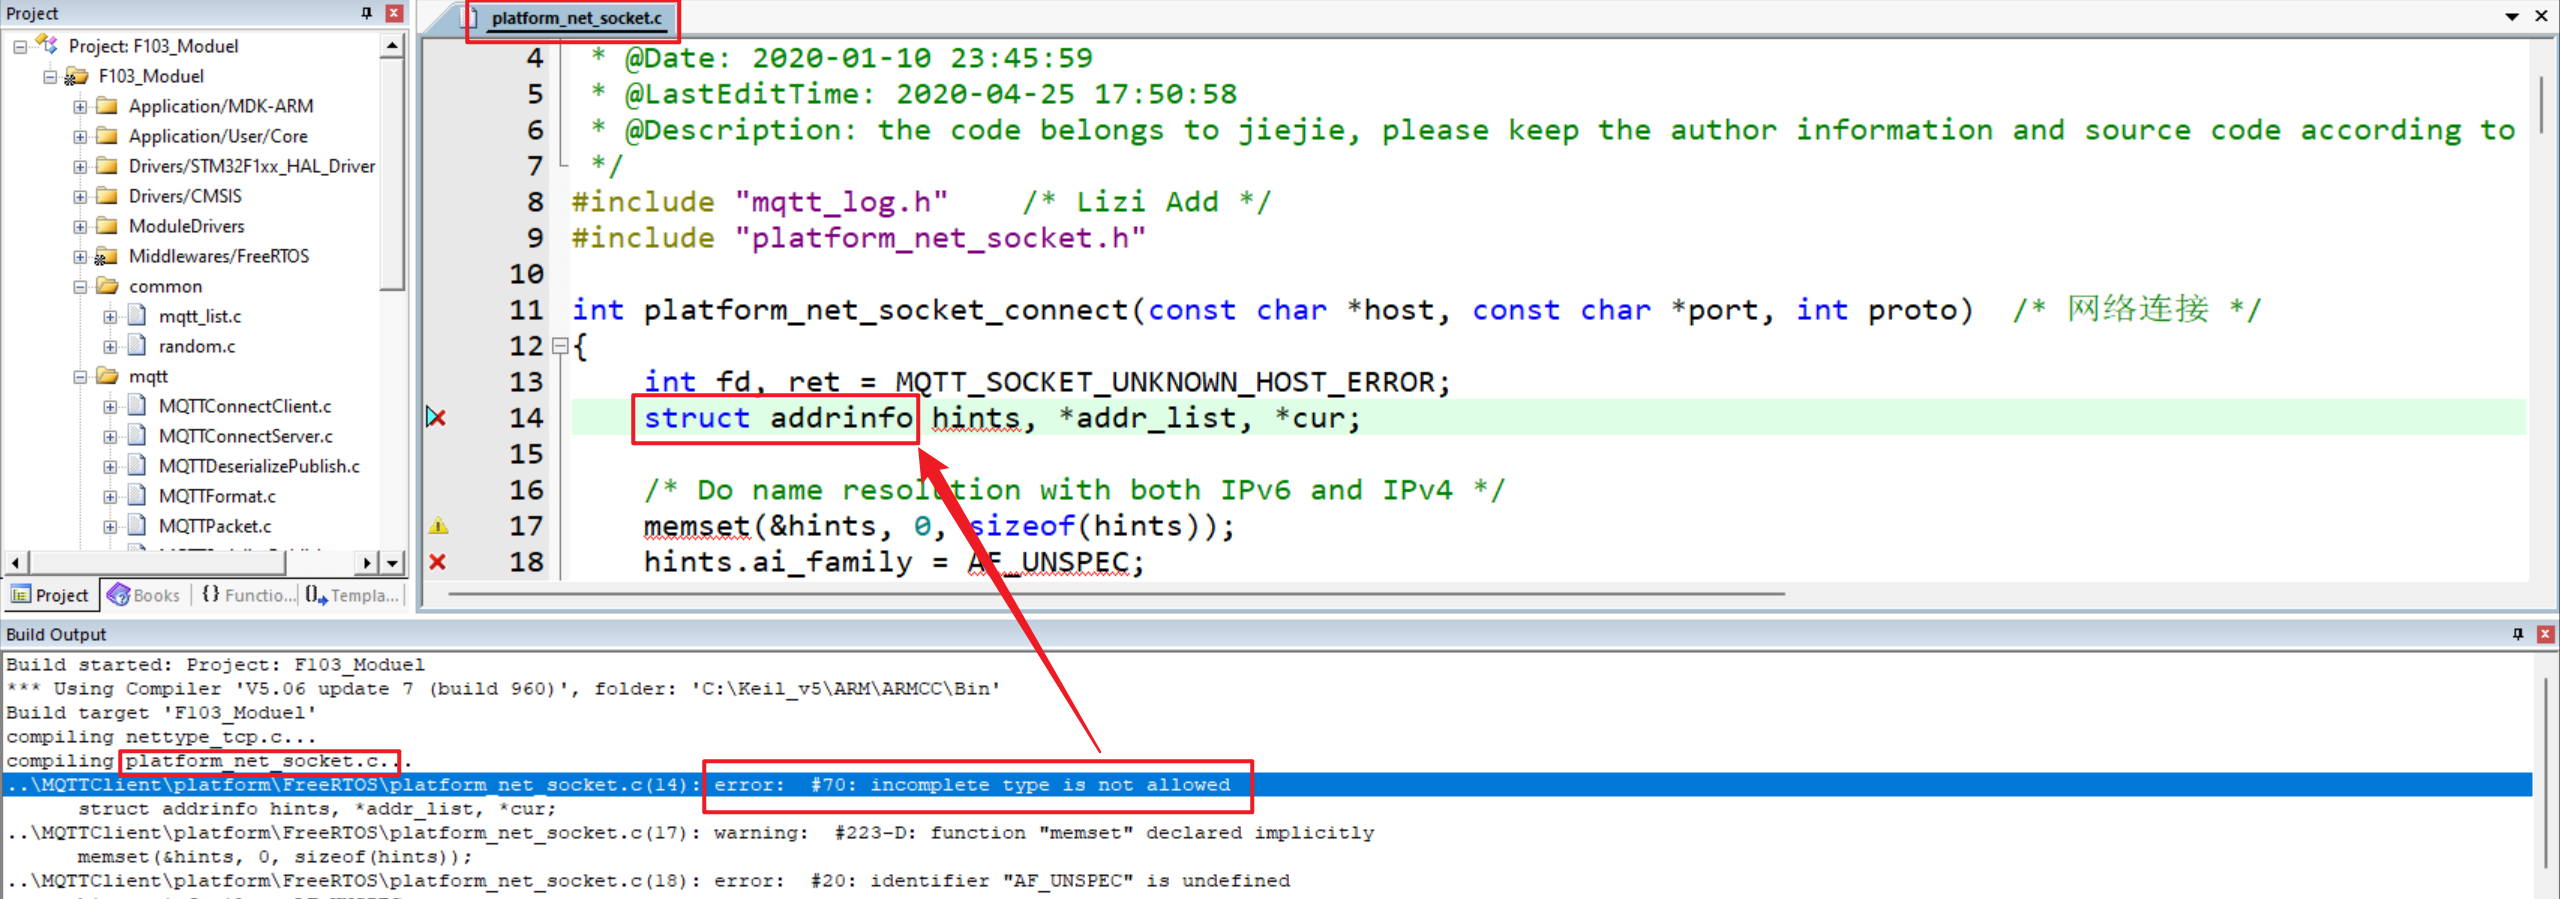 Project
Project: F103_Moduel
F103_Moduel
Application/MDK-ARM
Application/User/Core
Drivers/STM32F1xx_HAL_Driver
Drivers/CMSIS
ModuleDrivers
Middlewares/FreeRTOS
common
mqtt_list.c
random.c
mqtt
MQTTConnectClient.c
MQTTConnectServer.c
MQTTDeserializePublish.c
MQTTFormat.c
MQTTPacket.c
Project Books {} Functio... Templa...
platform_net_socket.c
4 * @Date: 2020-01-10 23:45:59
5 * @LastEditTime: 2020-04-25 17:50:58
6 * @Description: the code belongs to jiejie, please keep the author information and source code according to
7 */
8 #include "mqtt_log.h" /* Lizi Add */
9 #include "platform_net_socket.h"
10
11 int platform_net_socket_connect(const char *host, const char *port, int proto) /* 网络连接 */
12 {
13 int fd, ret = MQTT_SOCKET_UNKNOWN_HOST_ERROR;
14 struct addrinfo hints, *addr_list, *cur;
15
16 /* Do name resolution with both IPv6 and IPv4 */
17 memset(&hints, 0, sizeof(hints));
18 hints.ai_family = AF_UNSPEC;
Build Output
Build started: Project: F103_Moduel
*** Using Compiler 'V5.06 update 7 (build 960)', folder: 'C:\Keil_v5\ARM\ARMCC\Bin'
Build target 'F103_Moduel'
compiling nettype_tcp.c...
compiling platform_net_socket.c...
..\MQTTClient\platform\FreeRTOS\platform_net_socket.c(14): error: #70: incomplete type is not allowed
struct addrinfo hints, *addr_list, *cur;
..\MQTTClient\platform\FreeRTOS\platform_net_socket.c(17): warning: #223-D: function "memset" declared implicitly
memset(&hints, 0, sizeof(hints));
..\MQTTClient\platform\FreeRTOS\platform_net_socket.c(18): error: #20: identifier "AF_UNSPEC" is undefined